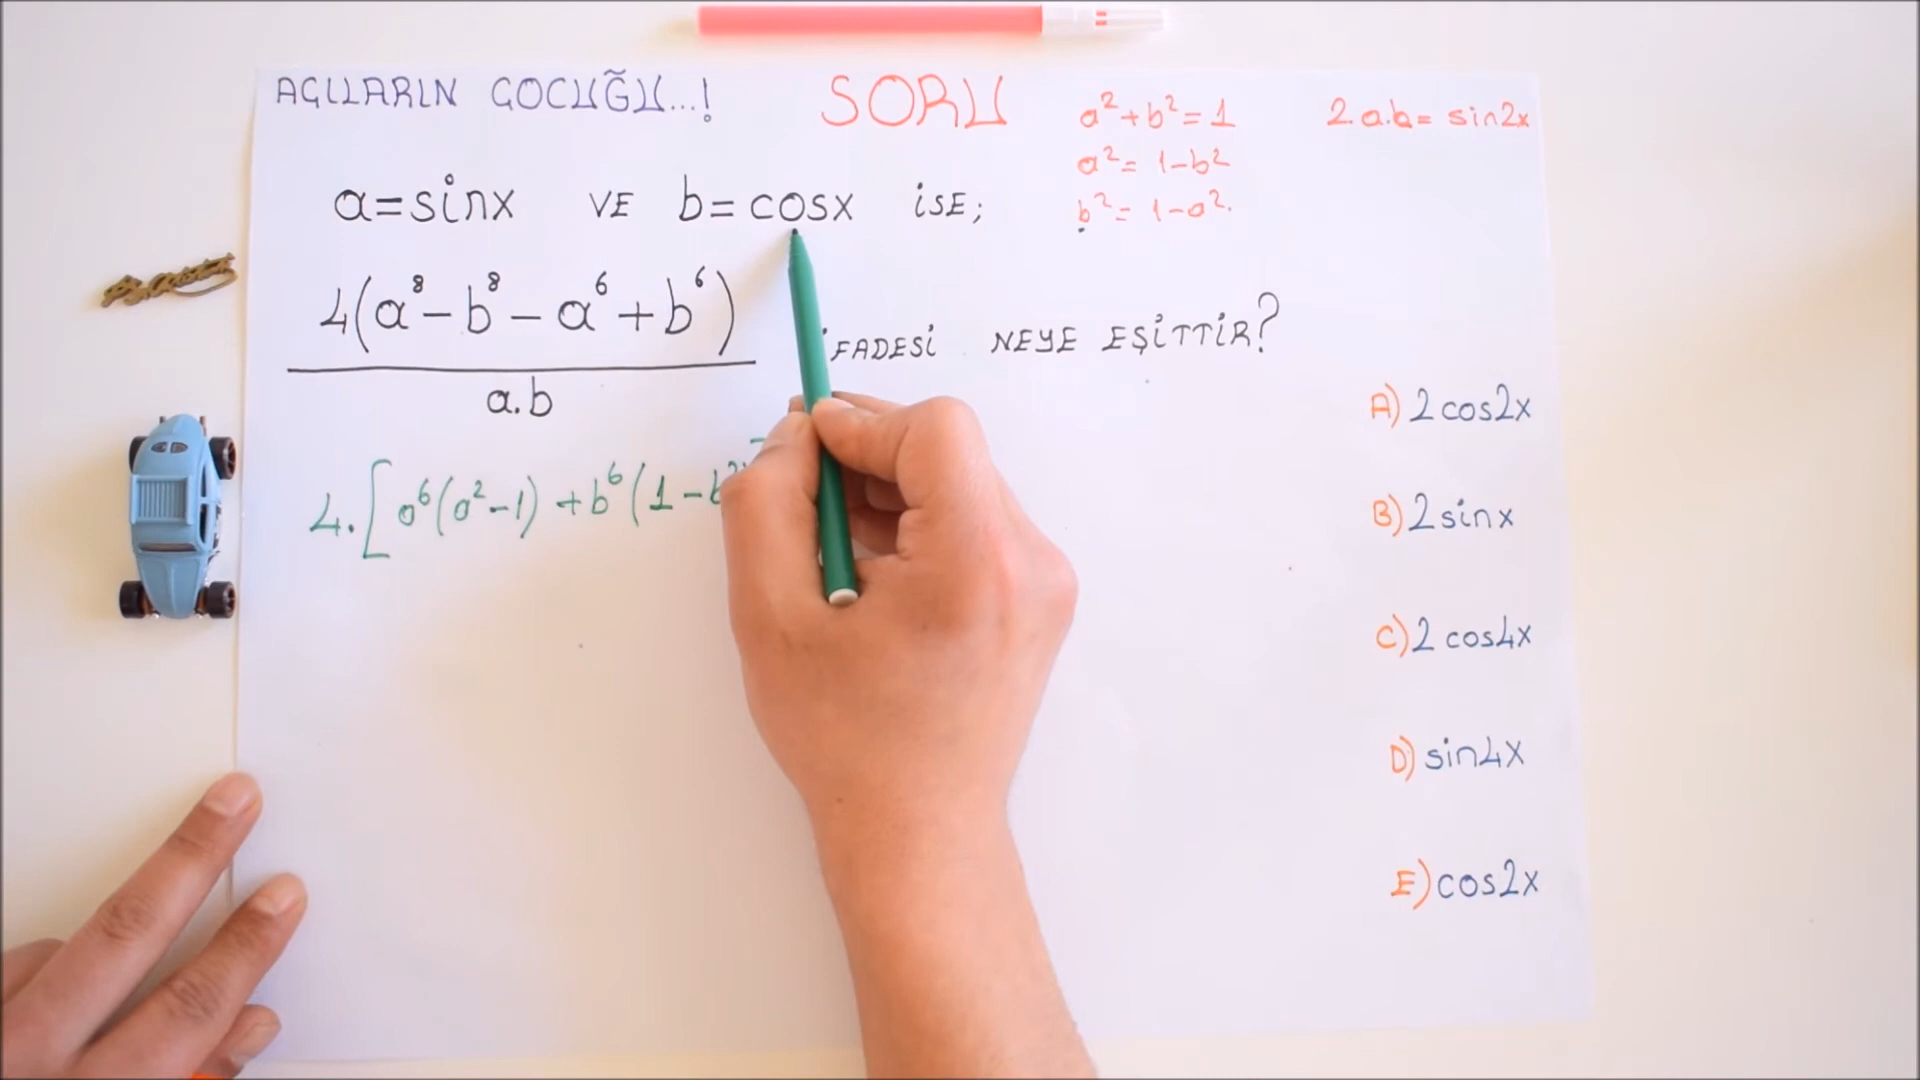 AÇILARIN ÇOCUĞU...!
SORU
a²+b²=1
a²= 1-b²
b²= 1-a².
2.a.b= sin2x
a=sinx VE b=cosx İSE;
4(a⁸-b⁸-a⁶+b⁶)
a.b
İFADESİ NEYE EŞİTTİR?
4.[a⁶(a²-1)+b⁶(1-b²
A) 2cos2x
B) 2sinx
C) 2cos4x
D) sin4x
E) cos2x